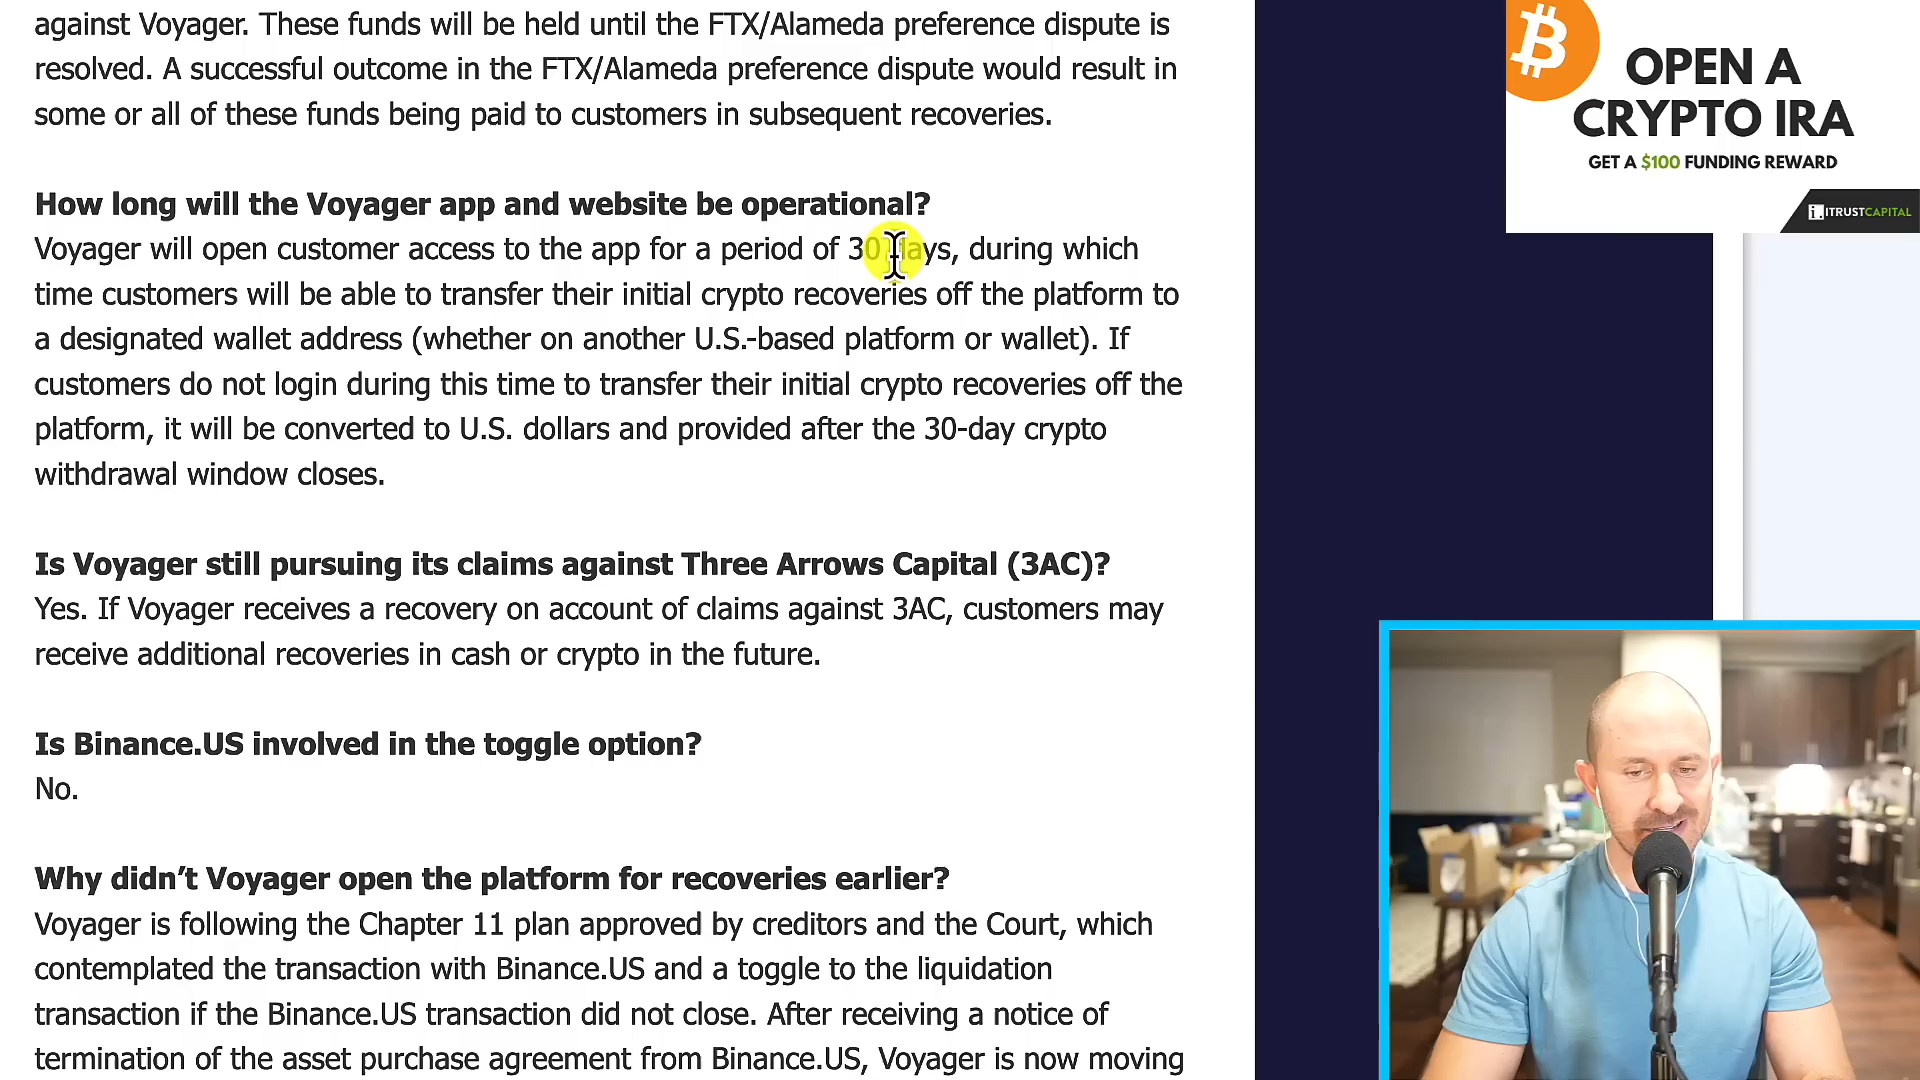 against Voyager. These funds will be held until the FTX/Alameda preference dispute is
resolved. A successful outcome in the FTX/Alameda preference dispute would result in
some or all of these funds being paid to customers in subsequent recoveries.
How long will the Voyager app and website be operational?
Voyager will open customer access to the app for a period of 30 days, during which
time customers will be able to transfer their initial crypto recoveries off the platform to
a designated wallet address (whether on another U.S.-based platform or wallet). If
customers do not login during this time to transfer their initial crypto recoveries off the
platform, it will be converted to U.S. dollars and provided after the 30-day crypto
withdrawal window closes.
Is Voyager still pursuing its claims against Three Arrows Capital (3AC)?
Yes. If Voyager receives a recovery on account of claims against 3AC, customers may
receive additional recoveries in cash or crypto in the future.
Is Binance.US involved in the toggle option?
No.
Why didn’t Voyager open the platform for recoveries earlier?
Voyager is following the Chapter 11 plan approved by creditors and the Court, which
contemplated the transaction with Binance.US and a toggle to the liquidation
transaction if the Binance.US transaction did not close. After receiving a notice of
termination of the asset purchase agreement from Binance.US, Voyager is now moving
OPEN A
CRYPTO IRA
GET A $100 FUNDING REWARD
ITRUSTCAPITAL